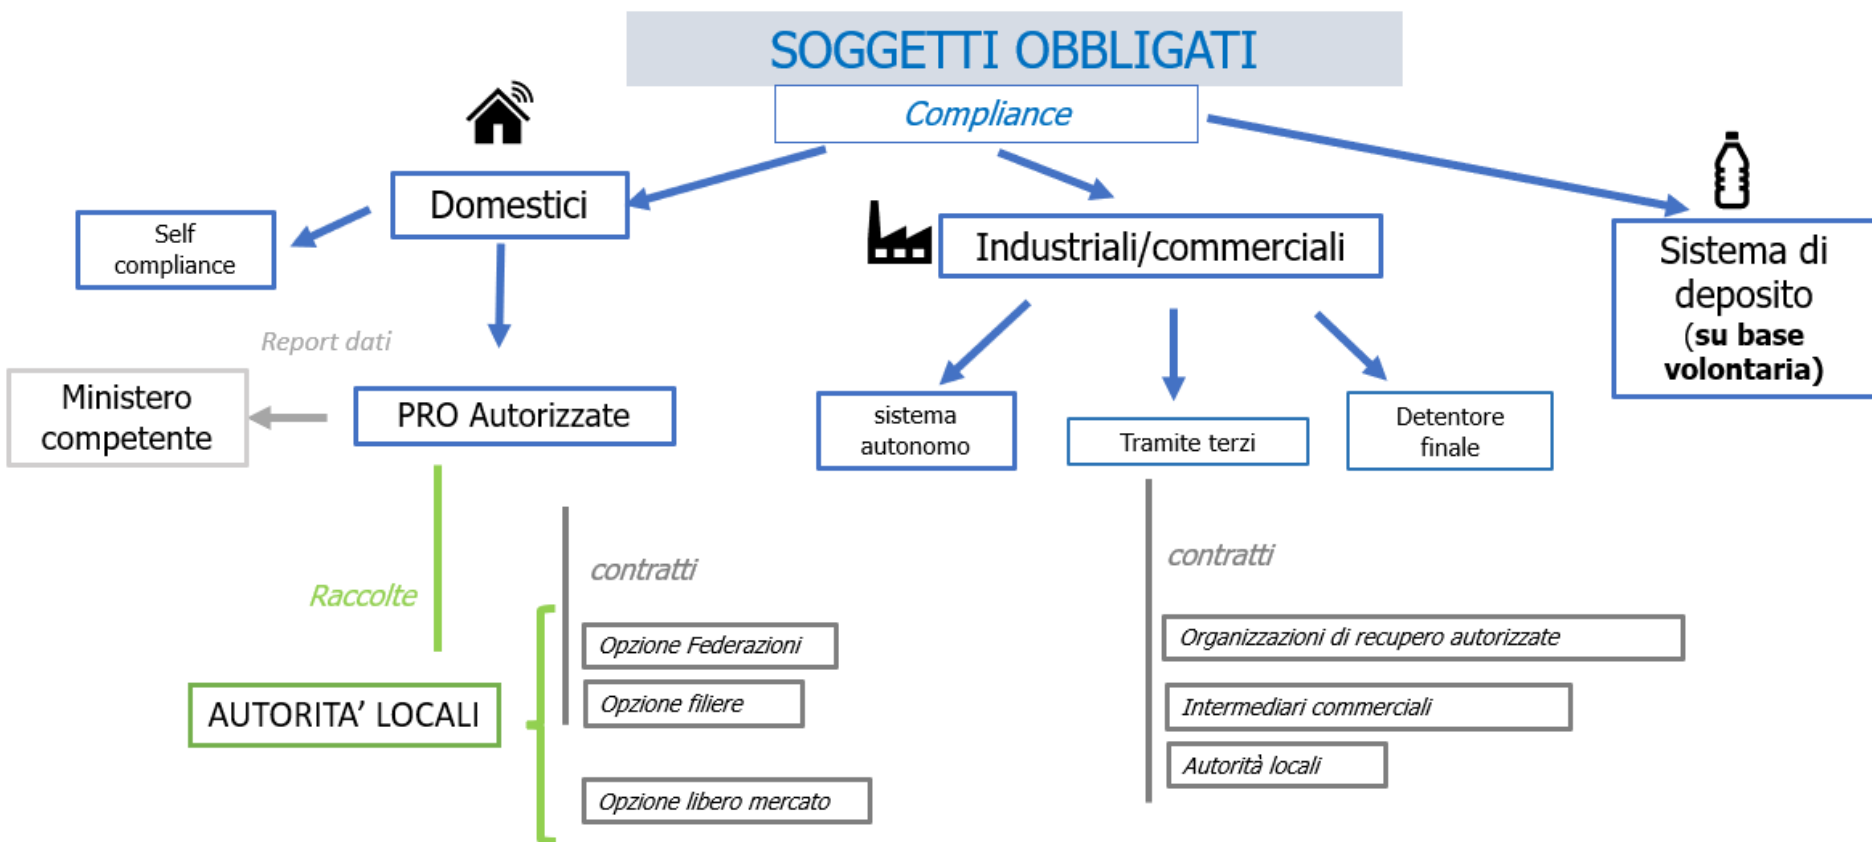 SOGGETTI OBBLIGATI
Compliance
Domestici
Self
compliance
Industriali/commerciali
Sistema di
deposito
(su base
volontaria)
Report dati
Ministero
competente
PRO Autorizzate
sistema
autonomo
Tramite terzi
Detentore
finale
Raccolte
contratti
Opzione Federazioni
Opzione filiere
Opzione libero mercato
AUTORITA’ LOCALI
contratti
Organizzazioni di recupero autorizzate
Intermediari commerciali
Autorità locali